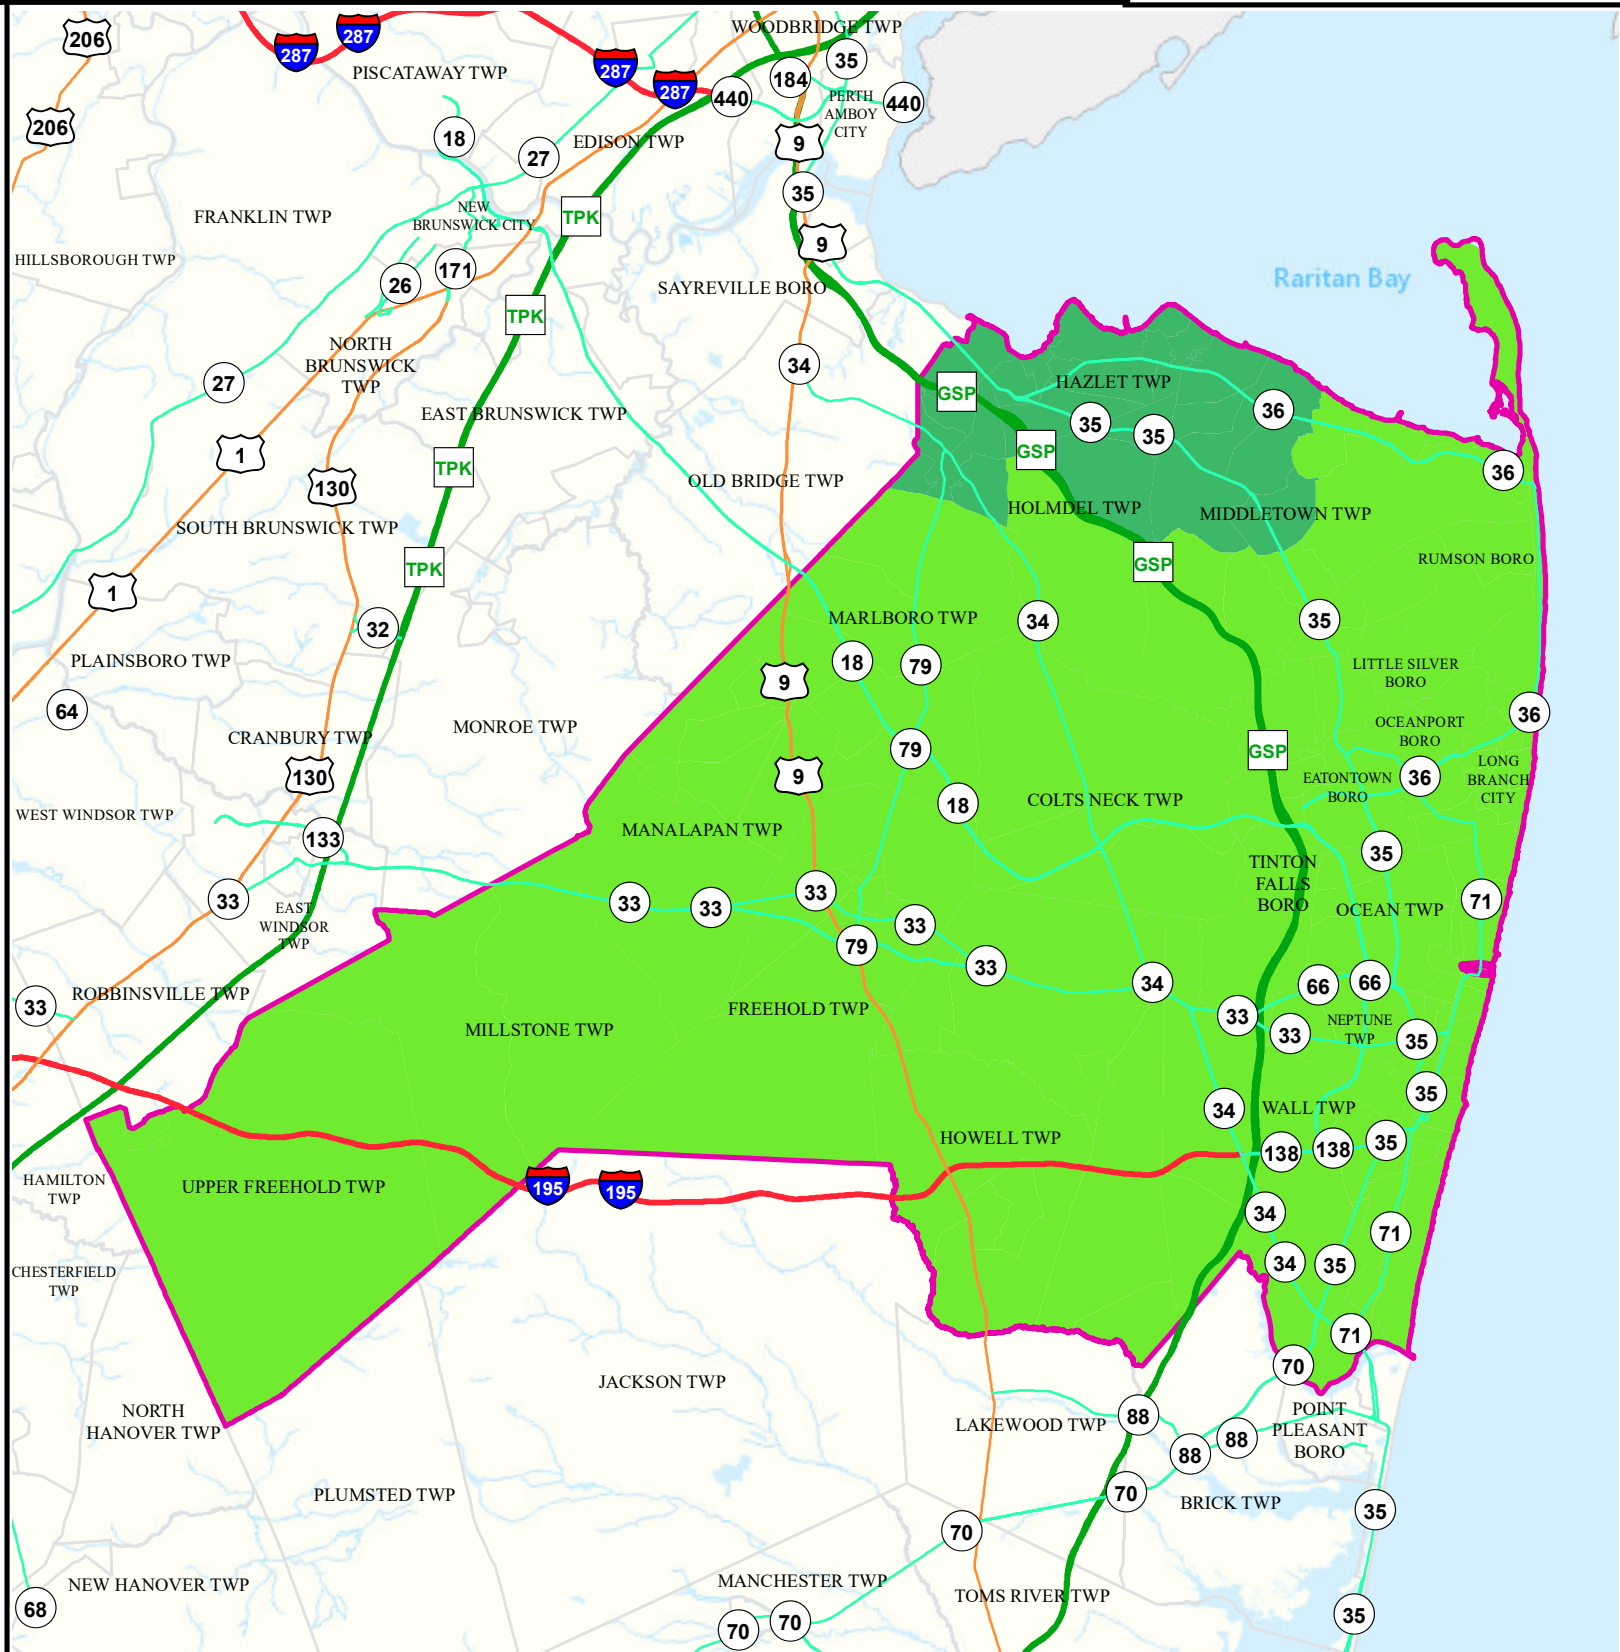 206
287
287
WOODBRIDGE TWP
PISCATAWAY TWP
287
287
184
35
440
PERTH
AMBOY
CITY
440
206
18
27
EDISON TWP
9
35
FRANKLIN TWP
NEW
BRUNSWICK CITY
TPK
9
HILLSBOROUGH TWP
26
171
SAYREVILLE BORO
Raritan Bay
TPK
NORTH
BRUNSWICK
TWP
27
34
EAST BRUNSWICK TWP
GSP
HAZLET TWP
35
35
36
1
TPK
GSP
130
OLD BRIDGE TWP
36
SOUTH BRUNSWICK TWP
HOLMDEL TWP
MIDDLETOWN TWP
TPK
GSP
RUMSON BORO
1
32
MARLBORO TWP
34
35
PLAINSBORO TWP
18
79
LITTLE SILVER
BORO
64
9
36
CRANBURY TWP
MONROE TWP
79
GSP
OCEANPORT
BORO
130
9
EATONTOWN
BORO
36
LONG
BRANCH
CITY
WEST WINDSOR TWP
133
MANALAPAN TWP
18
COLTS NECK TWP
35
33
EAST
WINDSOR
TWP
33
33
33
33
TINTON
FALLS
BORO
OCEAN TWP
71
79
33
34
66
66
33
ROBBINSVILLE TWP
MILLSTONE TWP
FREEHOLD TWP
33
33
NEPTUNE
TWP
35
35
34
WALL TWP
HOWELL TWP
138
138
35
HAMILTON
TWP
UPPER FREEHOLD TWP
195
195
34
71
CHESTERFIELD
TWP
34
35
71
70
JACKSON TWP
NORTH
HANOVER TWP
LAKEWOOD TWP
88
88
88
POINT
PLEASANT
BORO
PLUMSTED TWP
70
BRICK TWP
35
70
NEW HANOVER TWP
MANCHESTER TWP
TOMS RIVER TWP
68
70
70
35